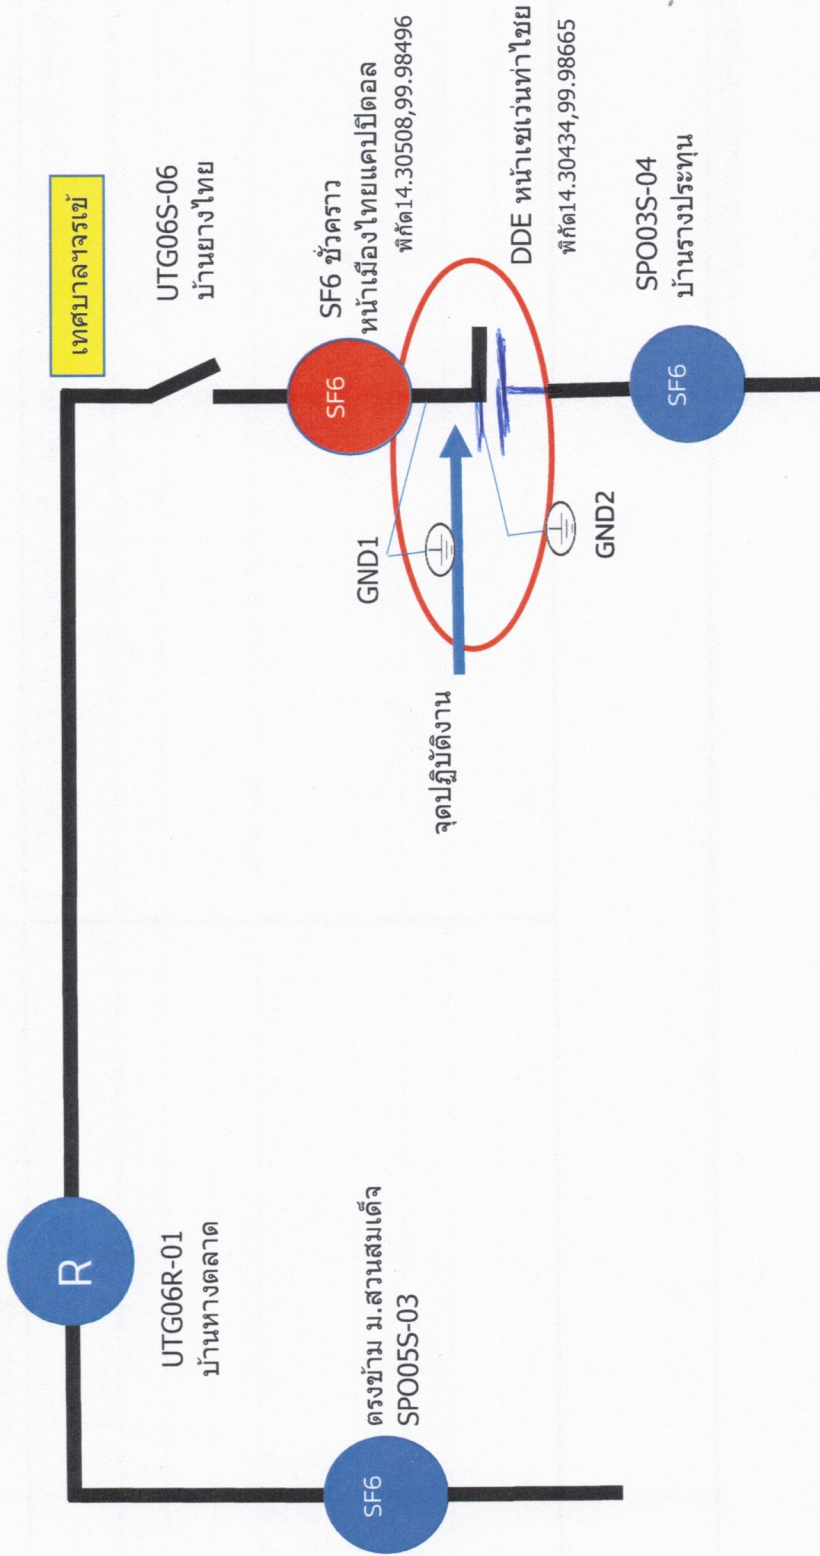 เทศบาลฯจรเข้
UTG06S-06
บ้านยางไทย
SF6 ชั่วคราว
หน้าเมืองไทยแคปปิตอล
พิกัด14.30508,99.98496
SF6
GND1
จุดปฏิบัติงาน
GND2
DDE หน้าเซเว่นท่าไชย
พิกัด14.30434,99.98665
SPO03S-04
บ้านรางประทุน
SF6
R
UTG06R-01
บ้านหางตลาด
ตรงข้าม ม.สวนสมเด็จ
SPO05S-03
SF6